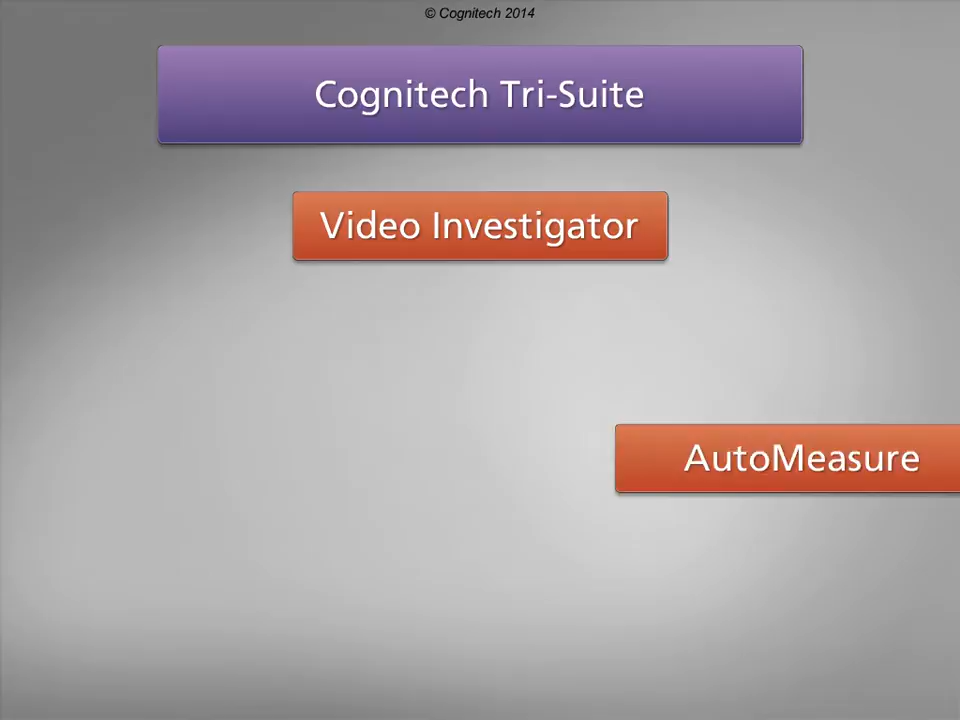 © Cognitech 2014
Cognitech Tri-Suite
Video Investigator
AutoMeasure